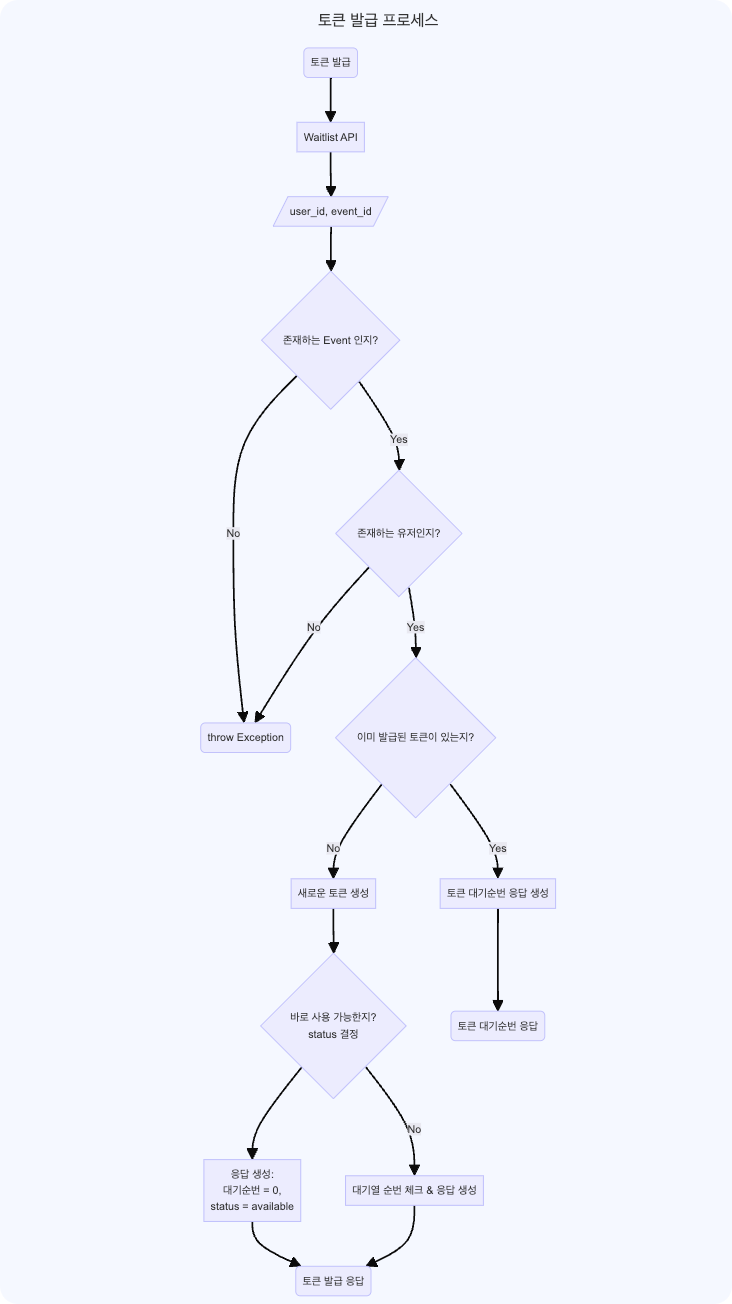 토큰 발급 프로세스
토큰 발급
Waitlist API
user_id, event_id
존재하는 Event 인지?
Yes
No
존재하는 유저인지?
No
Yes
throw Exception
이미 발급된 토큰이 있는지?
No
Yes
새로운 토큰 생성
토큰 대기순번 응답 생성
바로 사용 가능한지?
status 결정
토큰 대기순번 응답
No
응답 생성:
대기순번 = 0,
status = available
대기열 순번 체크 & 응답 생성
토큰 발급 응답